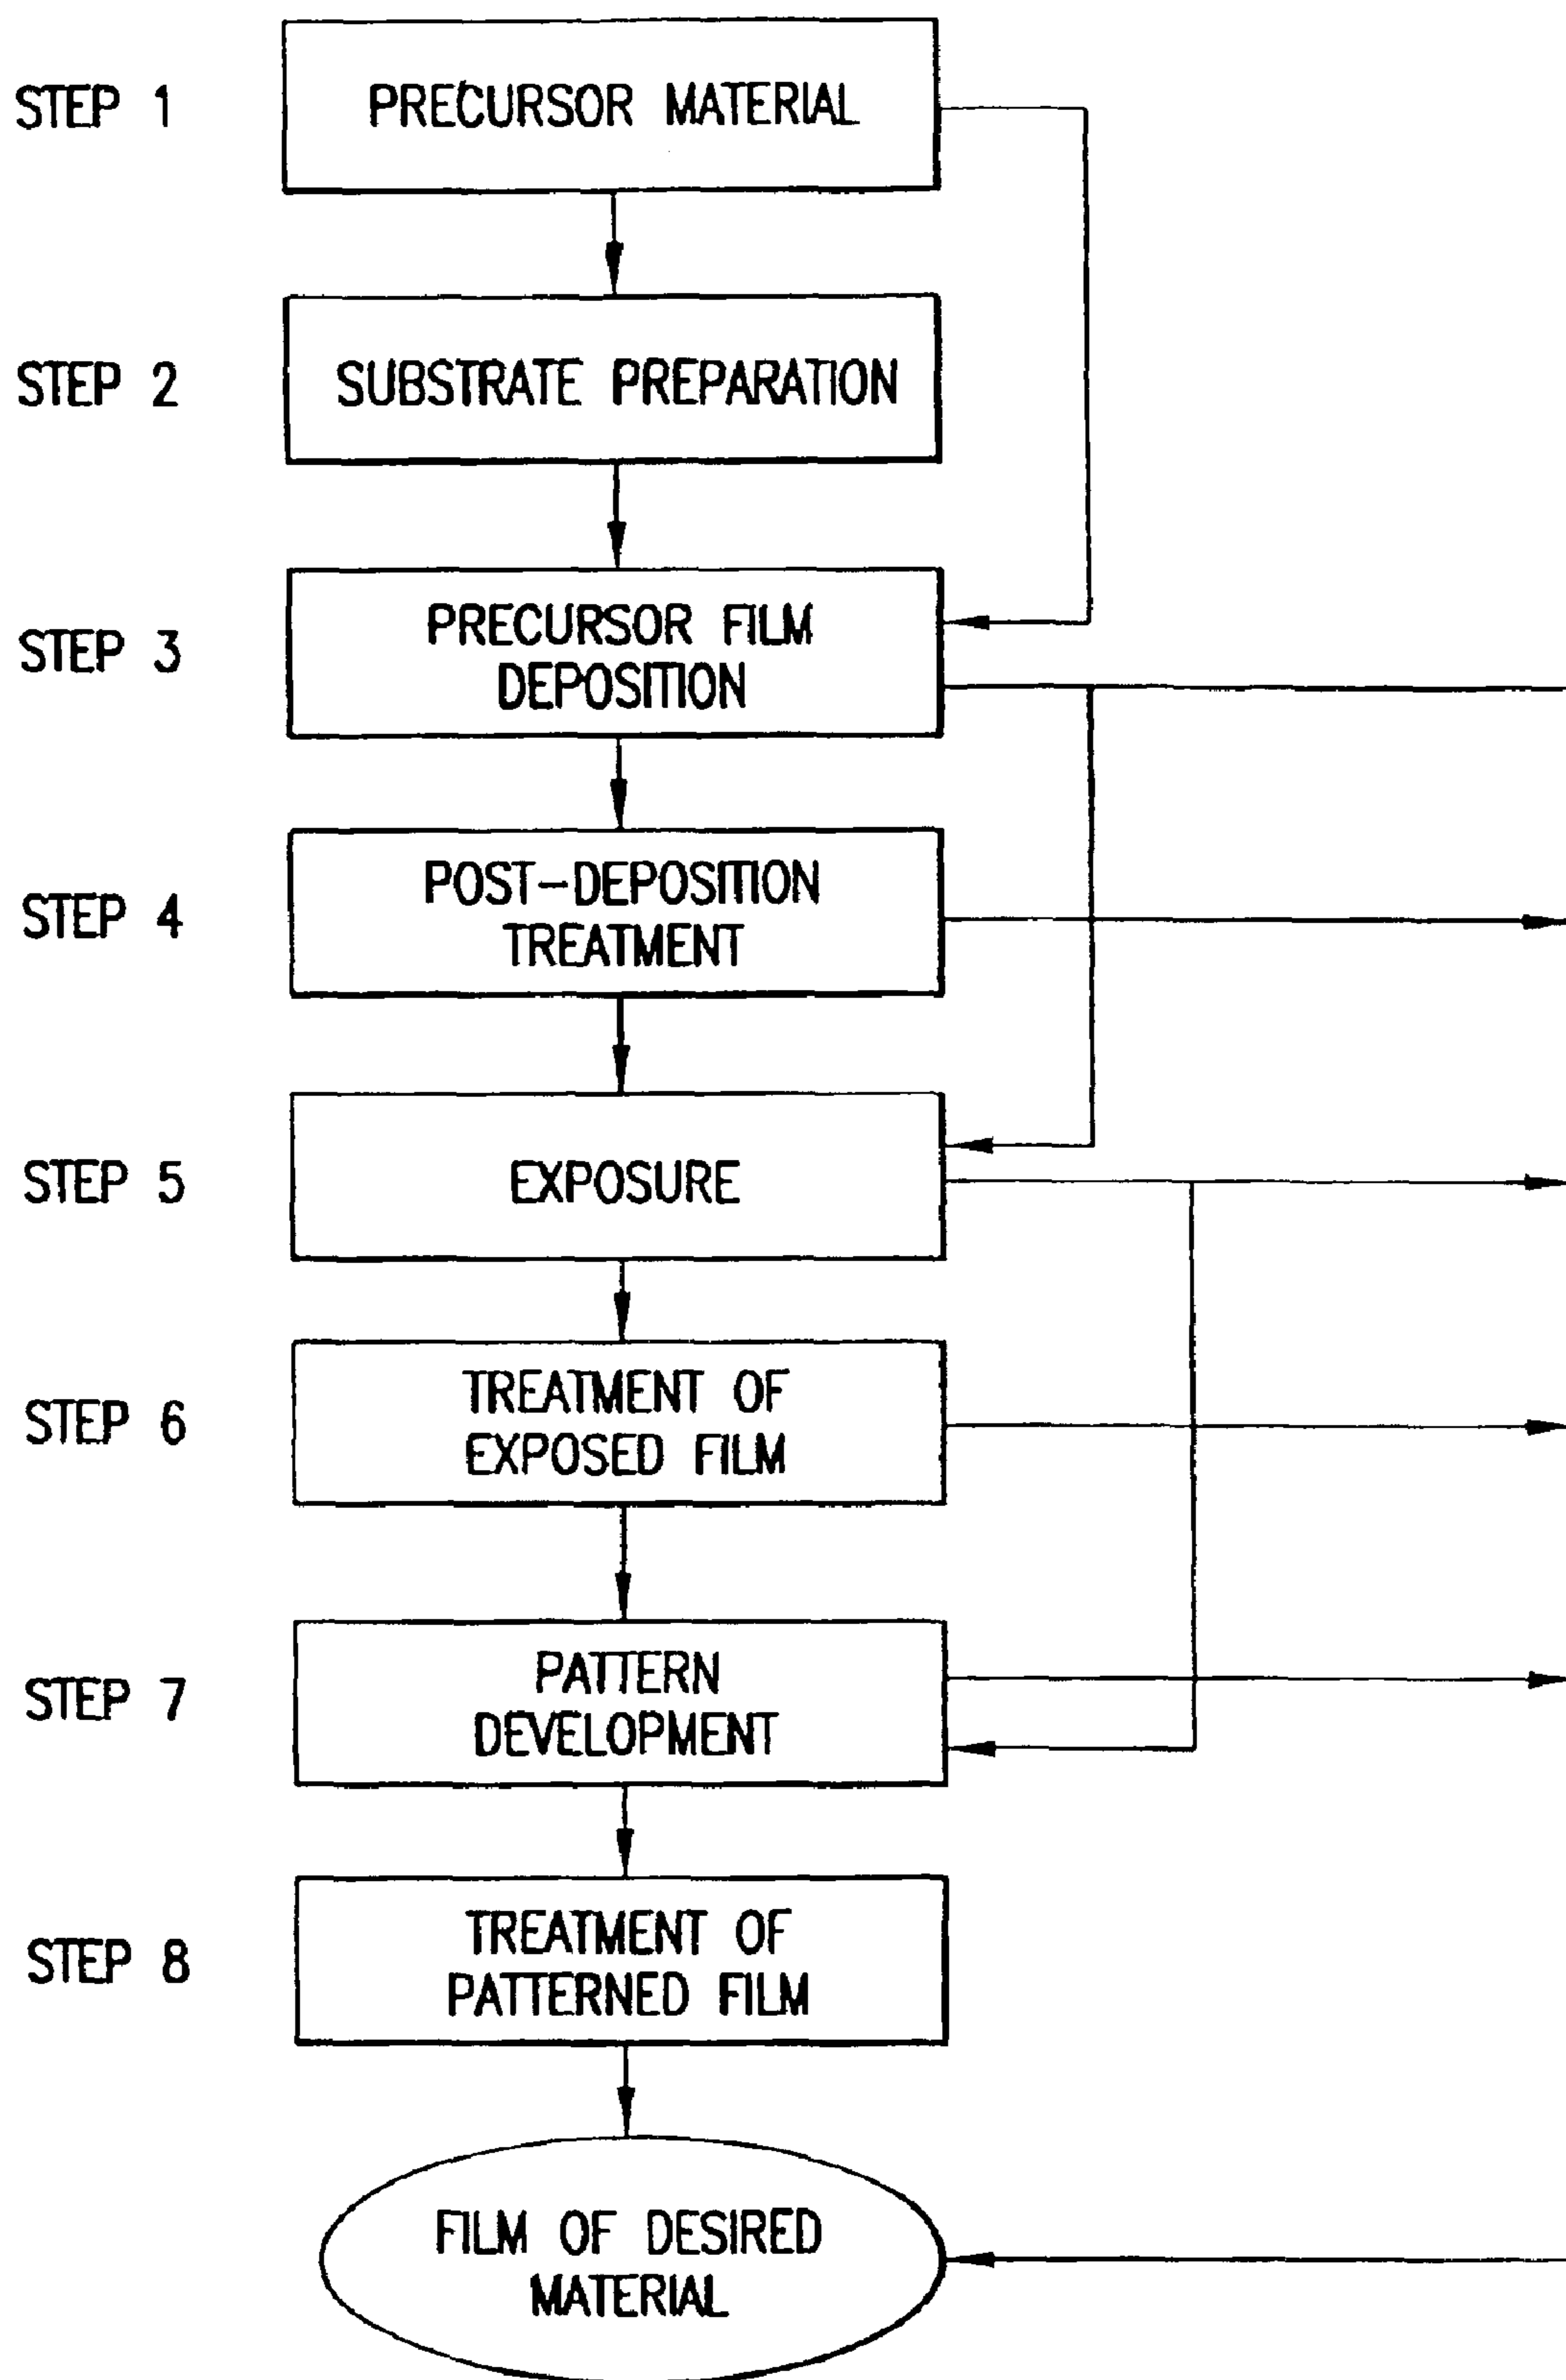 STEP 1
PRECURSOR MATERIAL
STEP 2
SUBSTRATE PREPARATION
STEP 3
PRECURSOR FILM
DEPOSITION
STEP 4
POST-DEPOSITION
TREATMENT
STEP 5
EXPOSURE
STEP 6
TREATMENT OF
EXPOSED FILM
STEP 7
PATTERN
DEVELOPMENT
STEP 8
TREATMENT OF
PATTERNED FILM
FILM OF DESIRED
MATERIAL